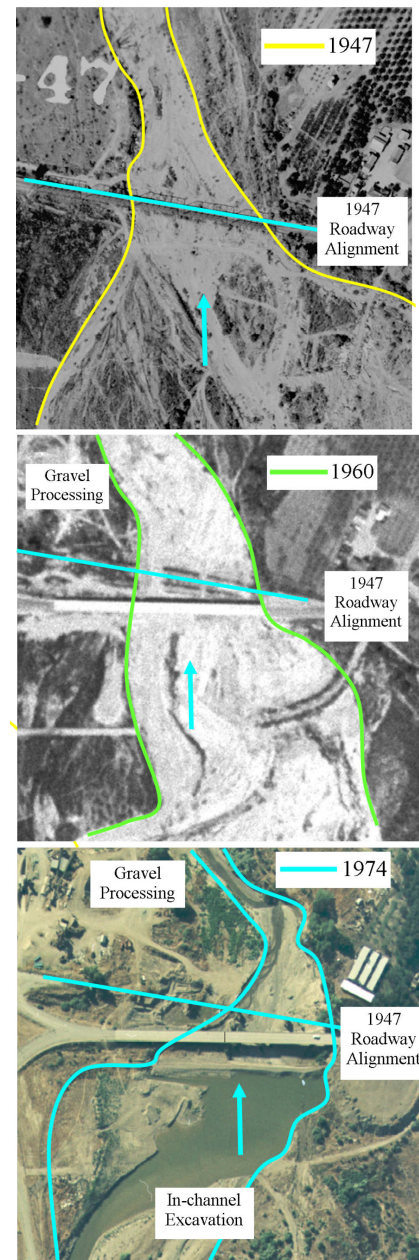 1947
-47
1947
Roadway
Alignment
Gravel
Processing
1960
1947
Roadway
Alignment
1974
Gravel
Processing
1947
Roadway
Alignment
In-channel
Excavation